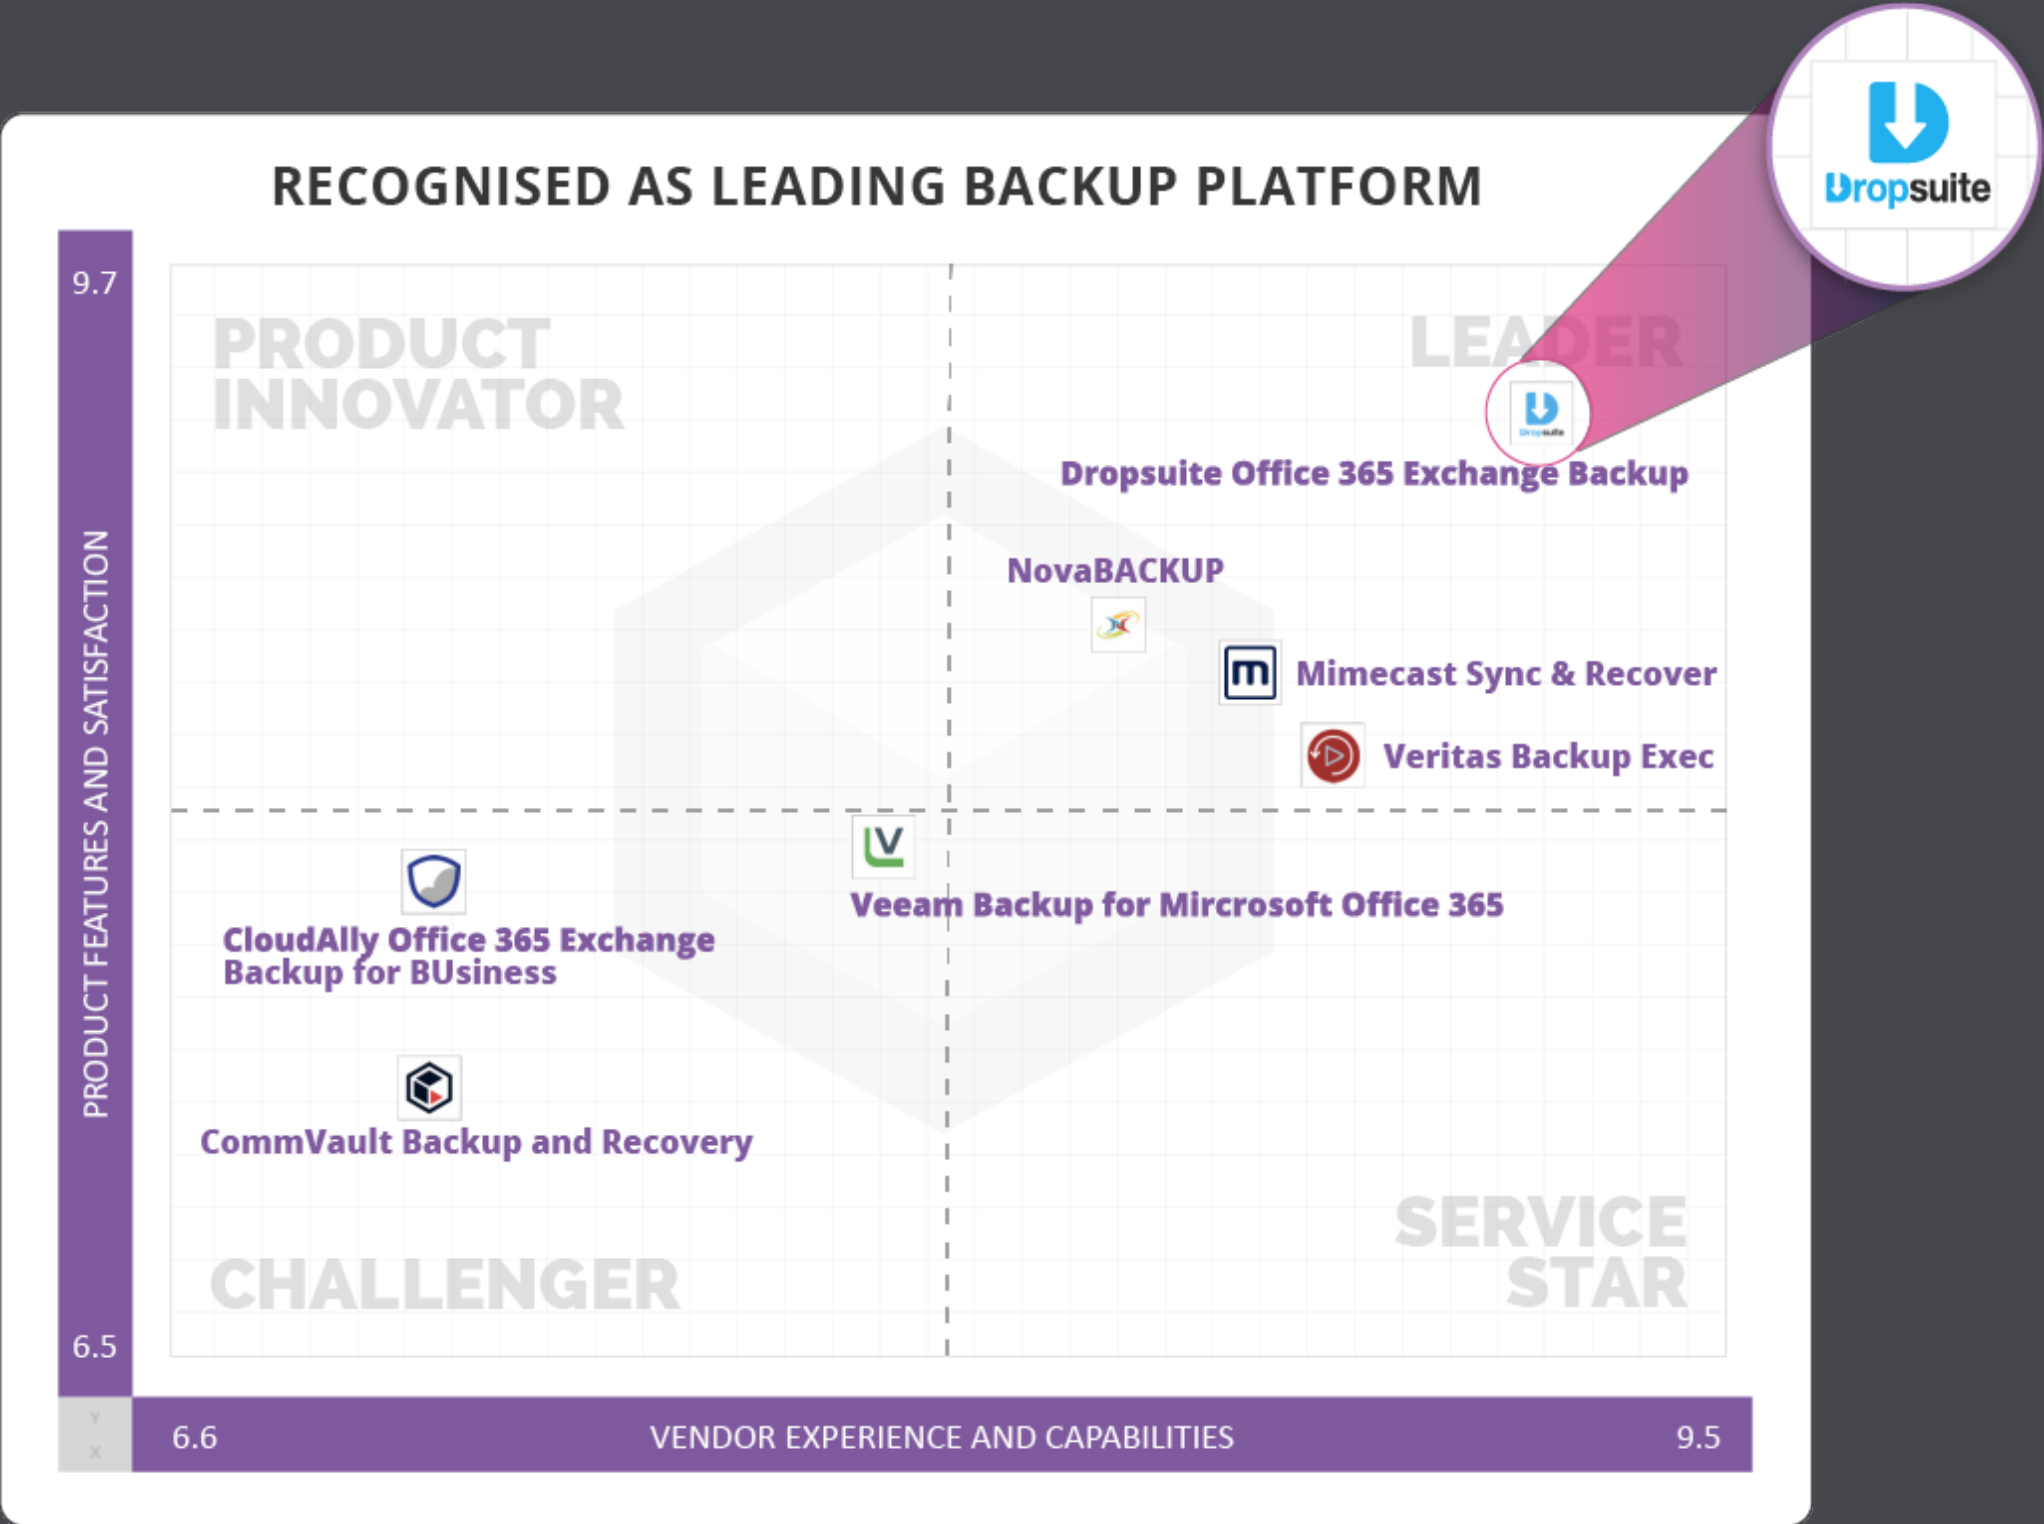 Dropsuite
RECOGNISED AS LEADING BACKUP PLATFORM
9.7
PRODUCT
INNOVATOR
LEADER
Dropsuite
Dropsuite Office 365 Exchange Backup
NovaBACKUP
m
Mimecast Sync & Recover
Veritas Backup Exec
PRODUCT FEATURES AND SATISFACTION
V
Veeam Backup for Mircrosoft Office 365
CloudAlly Office 365 Exchange
Backup for BUsiness
CommVault Backup and Recovery
SERVICE
STAR
CHALLENGER
6.5
Y
X
6.6
VENDOR EXPERIENCE AND CAPABILITIES
9.5